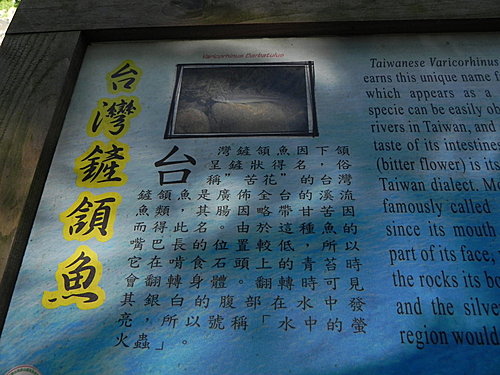 台灣鏟頜魚
Varicorhinus Barbatulus
台灣鏟頜魚因下頜
呈鏟狀得名，俗
稱"苦花"的台灣
鏟頜魚是廣佈全台的溪流
魚類，其腸因略帶甘苦因
而得此名。由於這種魚的
嘴巴長的位置較低，所以
它在啃食石頭上的青苔時
會翻轉身體。翻轉時可見
其銀白的腹部在水中發
亮，所以號稱「水中的螢
火蟲」。
Taiwanese Varicorhinus
earns this unique name f
which appears as a
specie can be easily ob
rivers in Taiwan, and
taste of its intestines
(bitter flower) is its
Taiwan dialect. M
famously called
since its mouth
part of its face,
the rocks its bo
and the silve
region would